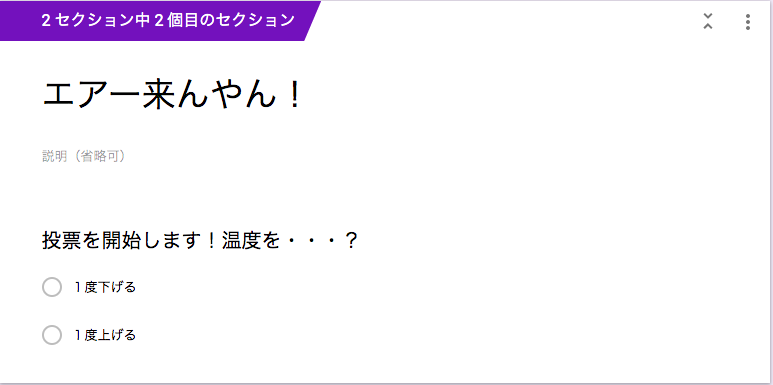 2 セクション中 2 個目のセクション
エアー来んやん！
説明（省略可）
投票を開始します！温度を・・・？
1 度下げる
1 度上げる